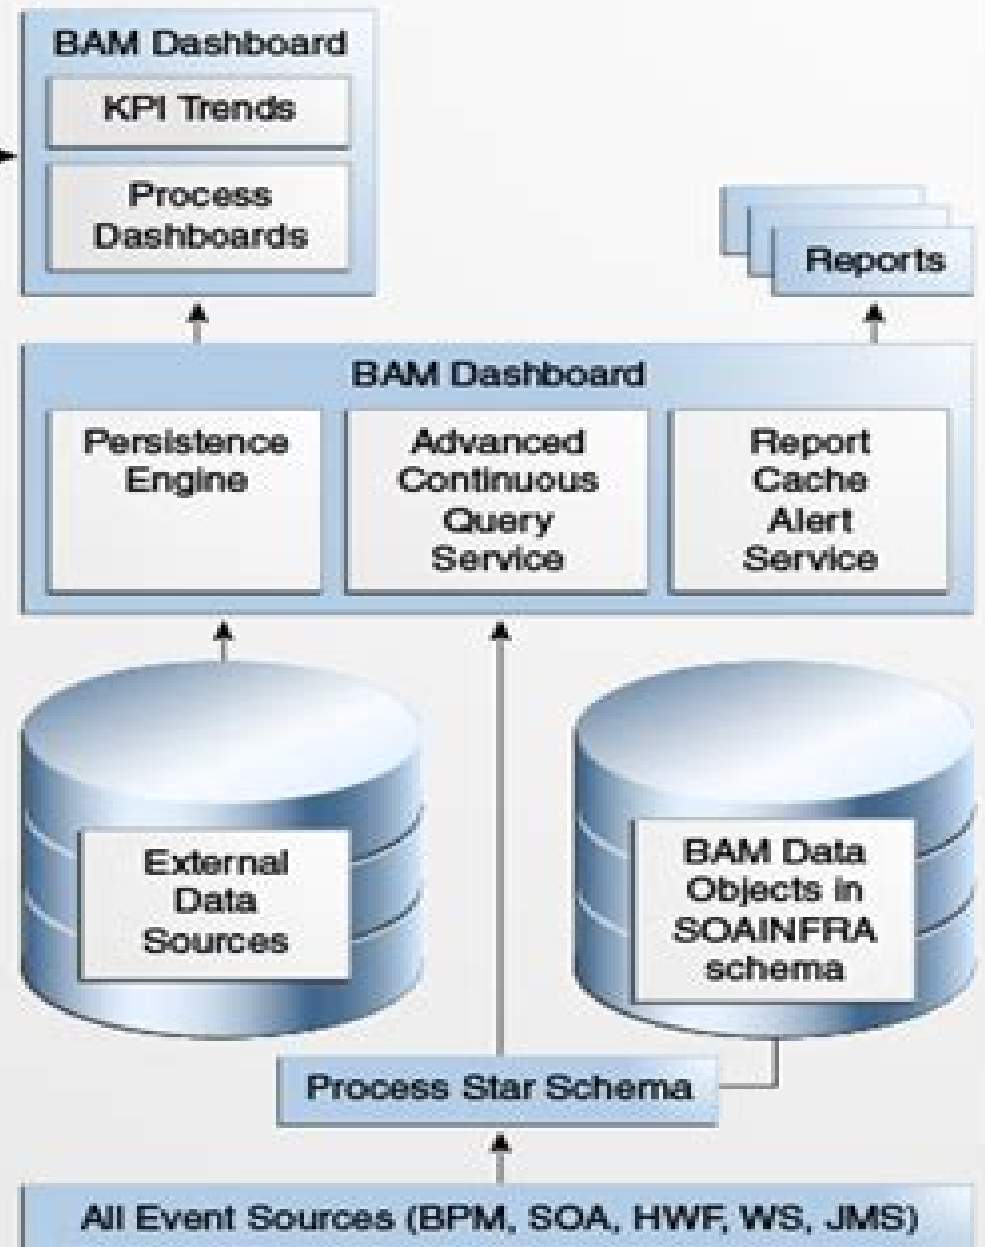 BAM Dashboard
KPI Trends
Process
Dashboards
Reports
BAM Dashboard
Persistence
Engine
Advanced
Continuous
Query
Service
Report
Cache
Alert
Service
External
Data
Sources
BAM Data
Objects in
SOAINFRA
schema
Process Star Schema
All Event Sources (BPM, SOA, HWF, WS, JMS)